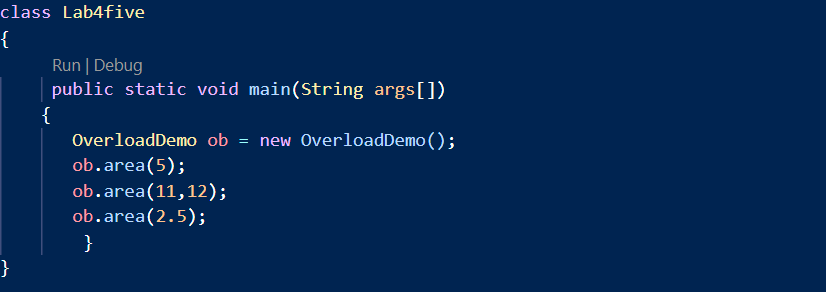 class Lab4five
{
Run | Debug
public static void main(String args[])
{
OverloadDemo ob = new OverloadDemo();
ob.area(5);
ob.area(11,12);
ob.area(2.5);
}
}